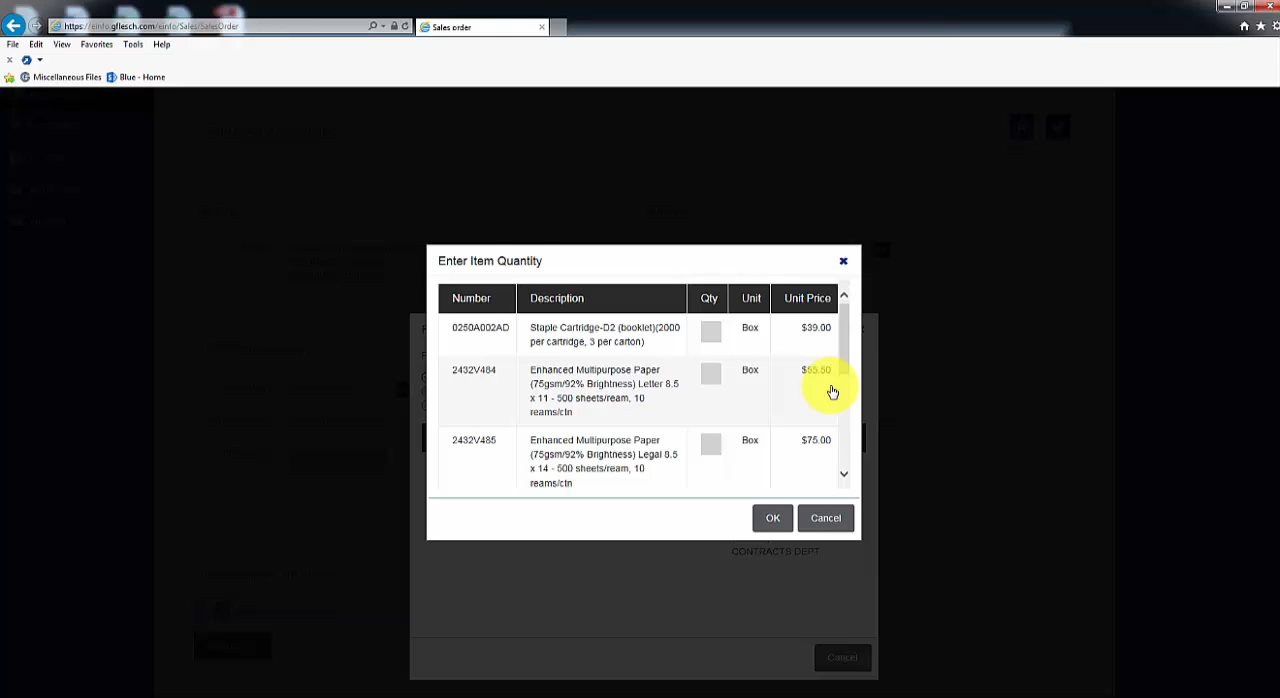 https://einfo.gflesch.com/einfo/Sales/SalesOrder
Sales order
File Edit View Favorites Tools Help
Miscellaneous Files Blue - Home
Enter Item Quantity
Number Description Qty Unit Unit Price
0250A002AD Staple Cartridge-D2 (booklet)(2000 Box $39.00
per cartridge, 3 per carton)
2432V484 Enhanced Multipurpose Paper Box
(75gsm/92% Brightness) Letter 8.5
x 11 - 500 sheets/ream, 10
reams/ctn
2432V485 Enhanced Multipurpose Paper Box $75.00
(75gsm/92% Brightness) Legal 8.5
x 14 - 500 sheets/ream, 10
reams/ctn
OK Cancel
CONTRACTS DEPT
Cancel